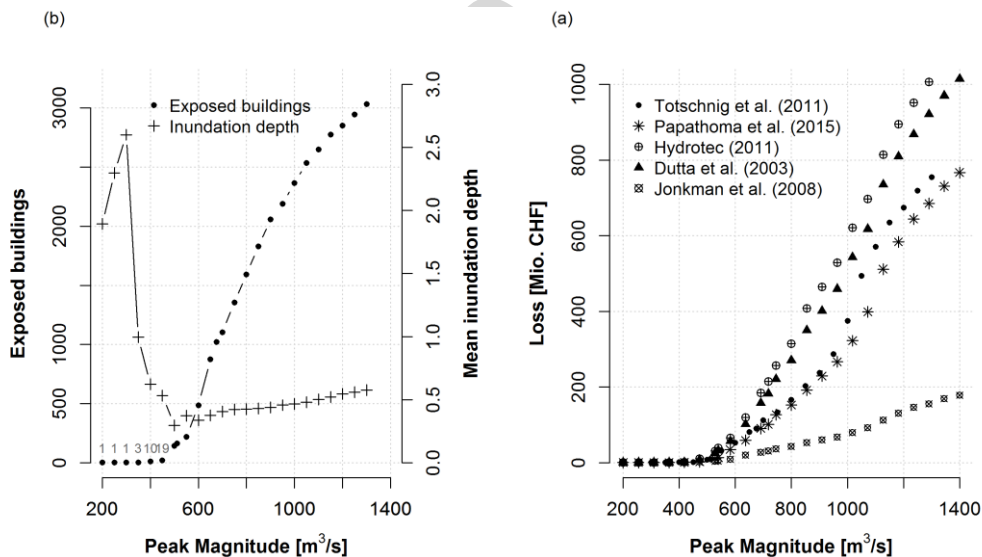 (b)
(a)
3.0
3000
Exposed buildings
Inundation depth
2.5
2.0
2000
1.5
1000
1.0
500
0.5
1 1 1 3 10 19
0
0.0
200 600 1000 1400
Peak Magnitude [m³/s]
Exposed buildings
Mean inundation depth
1000
Totschnig et al. (2011)
Papathoma et al. (2015)
Hydrotec (2011)
Dutta et al. (2003)
Jonkman et al. (2008)
800
600
400
200
0
200 400 600 800 1000 1400
Peak Magnitude [m³/s]
Loss [Mio. CHF]